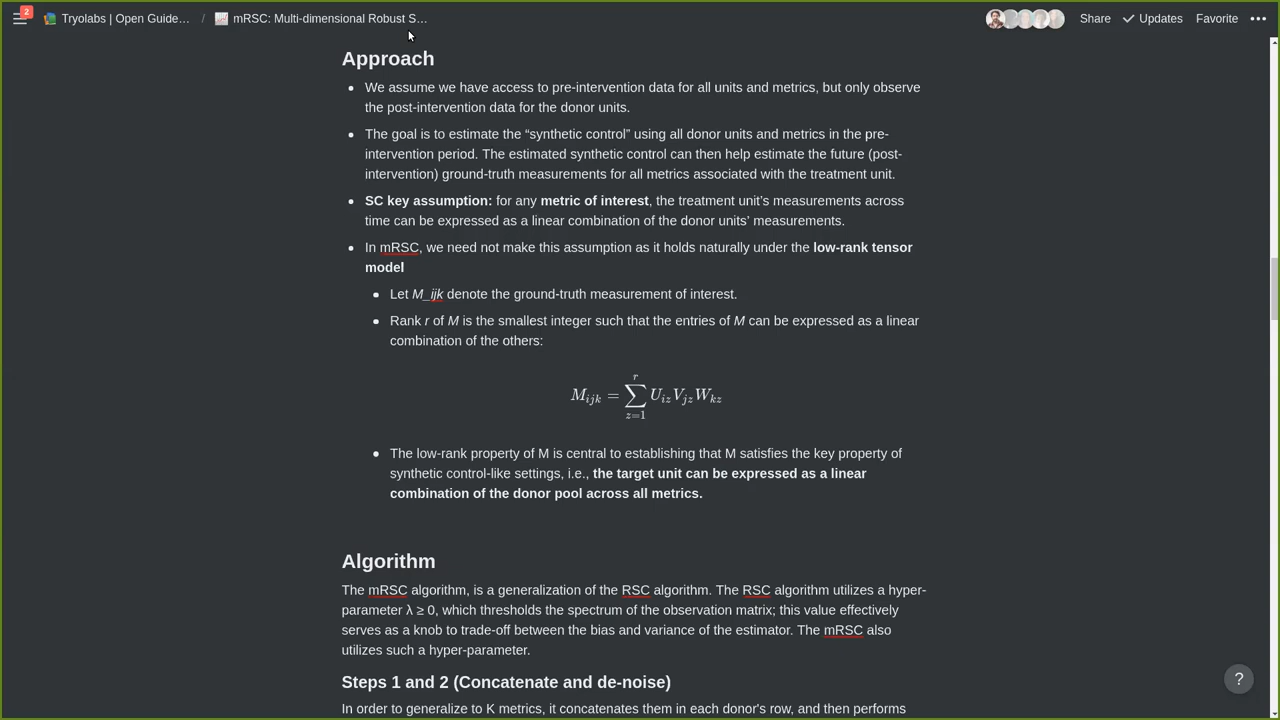 2
Tryolabs | Open Guide… / mRSC: Multi-dimensional Robust S… Share Updates Favorite
Approach
We assume we have access to pre-intervention data for all units and metrics, but only observe
the post-intervention data for the donor units.
The goal is to estimate the “synthetic control” using all donor units and metrics in the pre-
intervention period. The estimated synthetic control can then help estimate the future (post-
intervention) ground-truth measurements for all metrics associated with the treatment unit.
SC key assumption: for any metric of interest, the treatment unit’s measurements across
time can be expressed as a linear combination of the donor units’ measurements.
In mRSC, we need not make this assumption as it holds naturally under the low-rank tensor
model
Let M_ijk denote the ground-truth measurement of interest.
Rank r of M is the smallest integer such that the entries of M can be expressed as a linear
combination of the others:
M_{ijk} = \sum_{z=1}^{r} U_{iz} V_{jz} W_{kz}
The low-rank property of M is central to establishing that M satisfies the key property of
synthetic control-like settings, i.e., the target unit can be expressed as a linear
combination of the donor pool across all metrics.
Algorithm
The mRSC algorithm, is a generalization of the RSC algorithm. The RSC algorithm utilizes a hyper-
parameter λ ≥ 0, which thresholds the spectrum of the observation matrix; this value effectively
serves as a knob to trade-off between the bias and variance of the estimator. The mRSC also
utilizes such a hyper-parameter.
?
Steps 1 and 2 (Concatenate and de-noise)
In order to generalize to K metrics, it concatenates them in each donor's row, and then performs